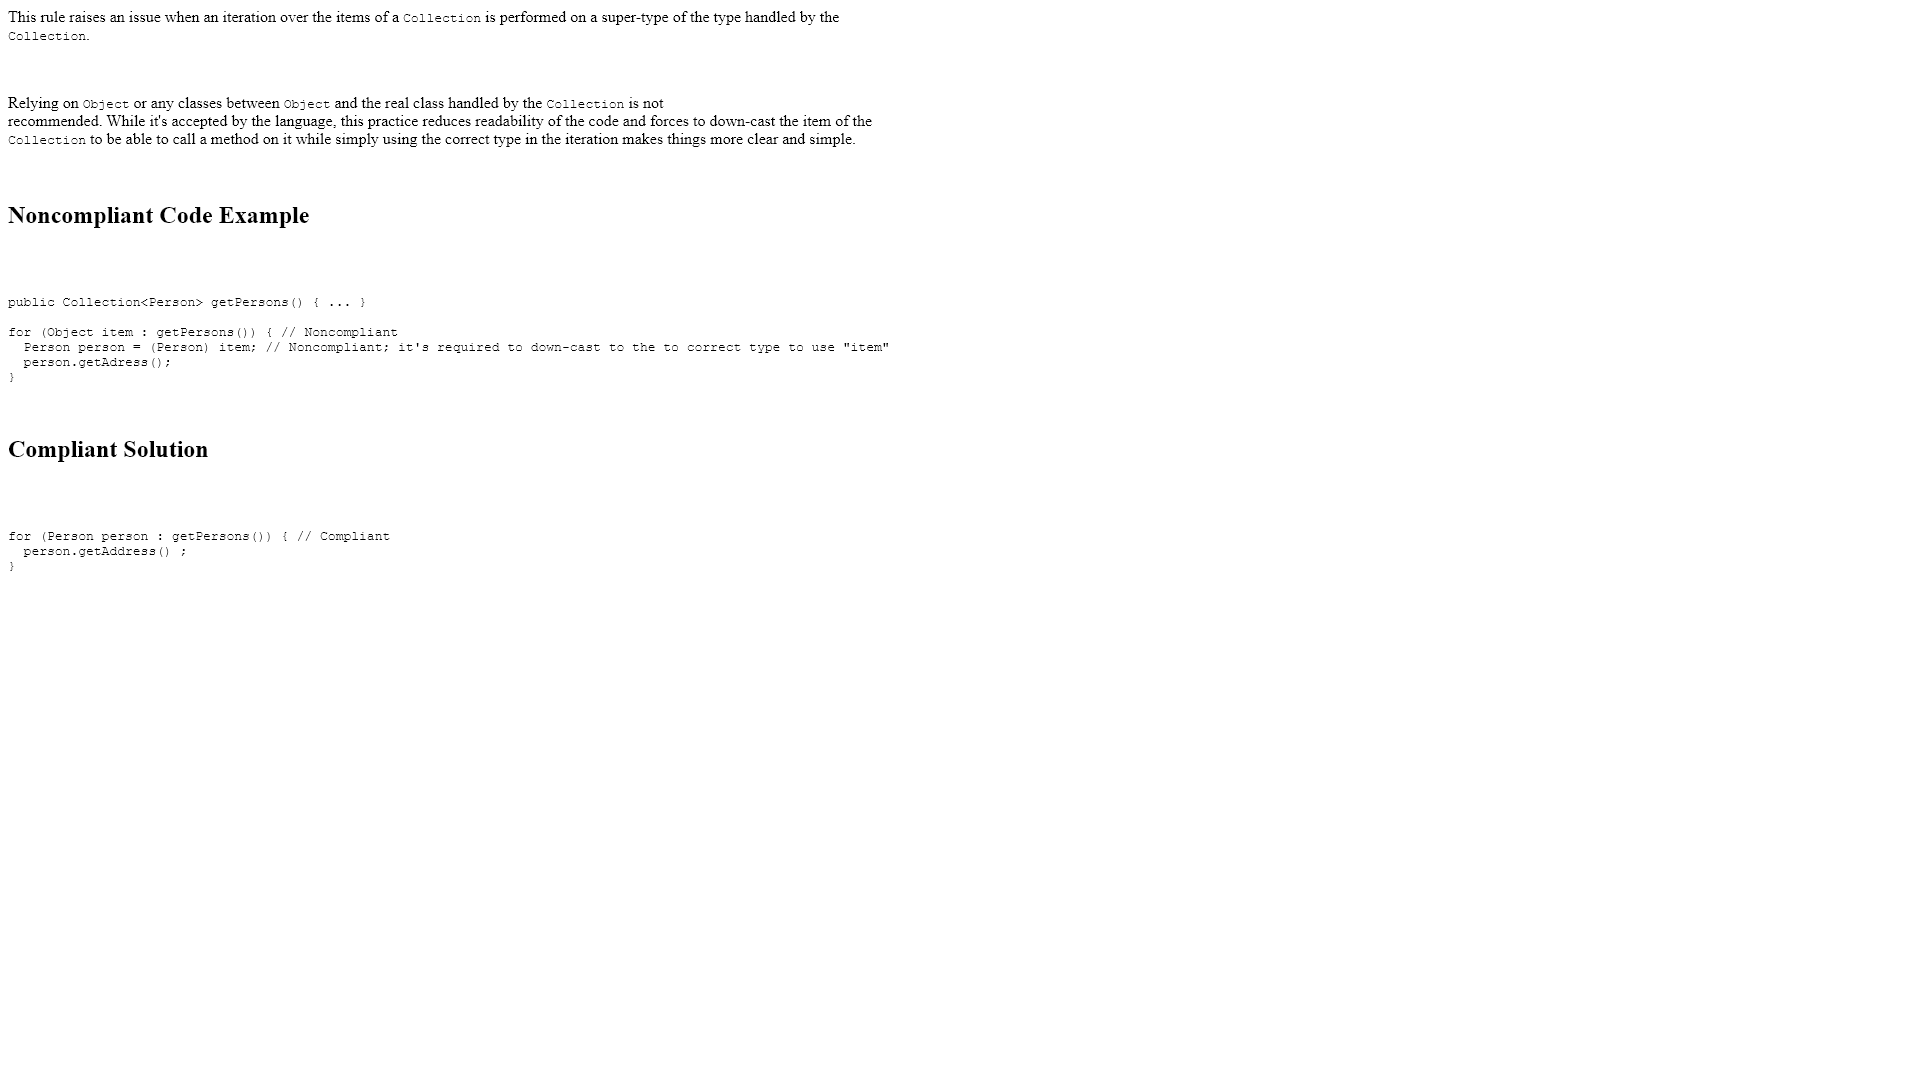 This rule raises an issue when an iteration over the items of a Collection is performed on a super-type of the type handled by the
Collection.
Relying on Object or any classes between Object and the real class handled by the Collection is not
recommended. While it's accepted by the language, this practice reduces readability of the code and forces to down-cast the item of the
Collection to be able to call a method on it while simply using the correct type in the iteration makes things more clear and simple.
Noncompliant Code Example
public Collection<Person> getPersons() { ... }
for (Object item : getPersons()) { // Noncompliant
  Person person = (Person) item; // Noncompliant; it's required to down-cast to the to correct type to use "item"
  person.getAdress();
}
Compliant Solution
for (Person person : getPersons()) { // Compliant
  person.getAddress() ;
}